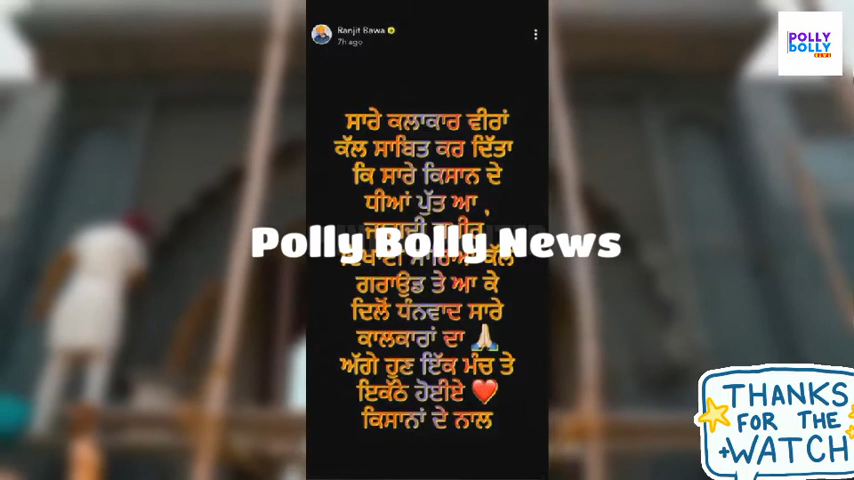 Ranjit Bawa
7h ago
POLLY
BOLLY
ਸਾਰੇ ਕਲਾਕਾਰ ਵੀਰਾਂ
ਕੱਲ ਸਾਬਿਤ ਕਰ ਦਿੱਤਾ
ਕਿ ਸਾਰੇ ਕਿਸਾਨ ਦੇ
ਧੀਆਂ ਪੁੱਤ ਆ ,
Polly Bolly News
ਗਰਾਉਂਡ ਤੇ ਆ ਕੇ
ਦਿਲੋਂ ਧੰਨਵਾਦ ਸਾਰੇ
ਕਾਲਕਾਰਾਂ ਦਾ 🙏🏻
ਅੱਗੇ ਹੁਣ ਇੱਕ ਮੰਚ ਤੇ
ਇਕੱਠੇ ਹੋਈਏ ❤️
ਕਿਸਾਨਾਂ ਦੇ ਨਾਲ
THANKS
FOR THE
WATCH